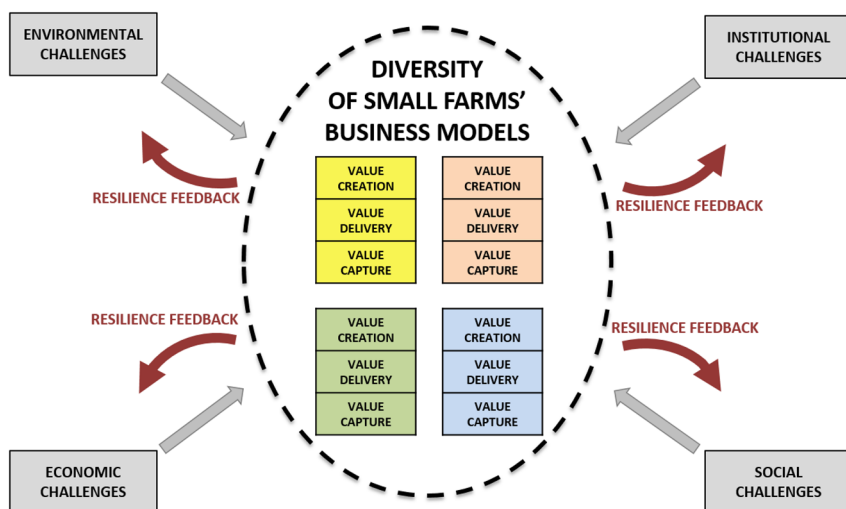 ENVIRONMENTAL
CHALLENGES
INSTITUTIONAL
CHALLENGES
DIVERSITY
OF SMALL FARMS'
BUSINESS MODELS
RESILIENCE FEEDBACK
RESILIENCE FEEDBACK
VALUE
CREATION
VALUE
DELIVERY
VALUE
CAPTURE
VALUE
CREATION
VALUE
DELIVERY
VALUE
CAPTURE
RESILIENCE FEEDBACK
RESILIENCE FEEDBACK
VALUE
CREATION
VALUE
DELIVERY
VALUE
CAPTURE
VALUE
CREATION
VALUE
DELIVERY
VALUE
CAPTURE
ECONOMIC
CHALLENGES
SOCIAL
CHALLENGES